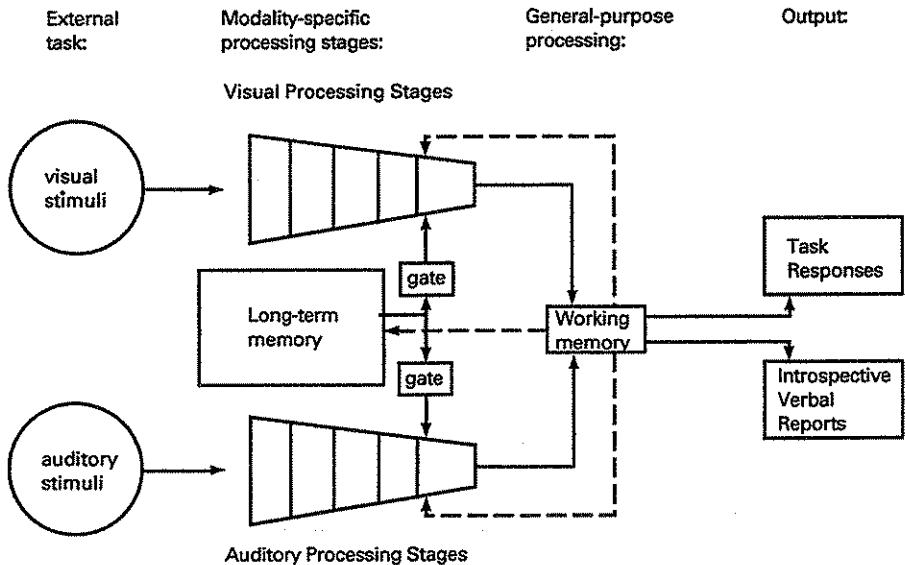 External
task:
Modality-specific
processing stages:
General-purpose
processing:
Output:
Visual Processing Stages
visual
stimuli
gate
Long-term
memory
Working
memory
Task
Responses
gate
Introspective
Verbal
Reports
auditory
stimuli
Auditory Processing Stages